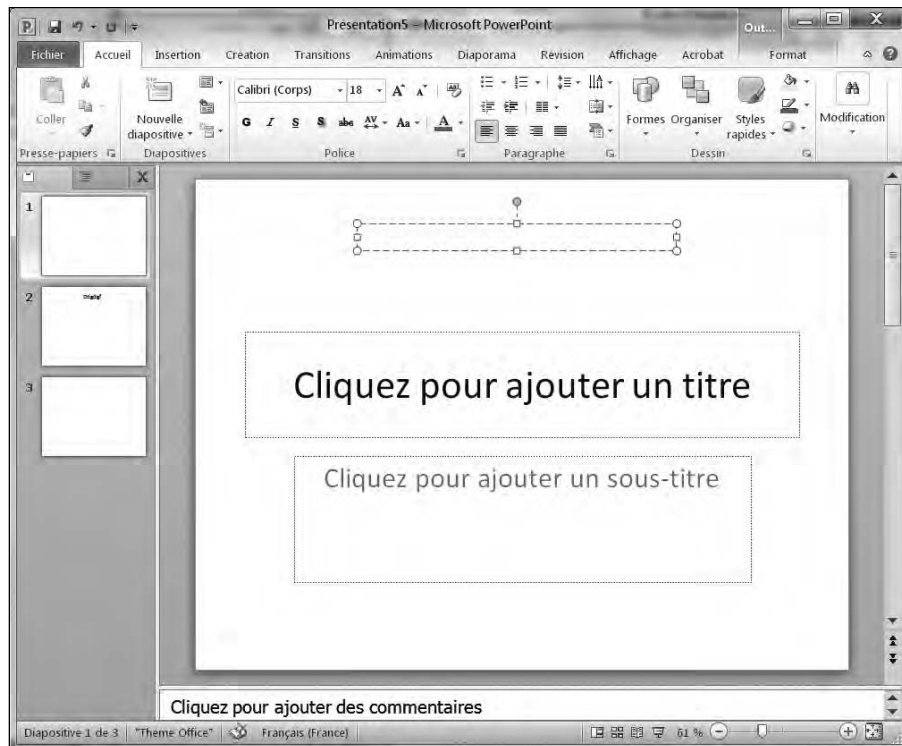 Présentation5 - Microsoft PowerPoint
Out...
Fichier Accueil Insertion Création Transitions Animations Diaporama Révision Affichage Acrobat Format
Coller
Nouvelle diapositive
Calibri (Corps) 18
G I S S abc AV Aa A
Formes Organiser Styles rapides
Modification
Presse-papiers Diapositives Police Paragraphe Dessin
1
2
3
Cliquez pour ajouter un titre
Cliquez pour ajouter un sous-titre
Cliquez pour ajouter des commentaires
Diapositive 1 de 3 "Thème Office" Français (France) 61 %